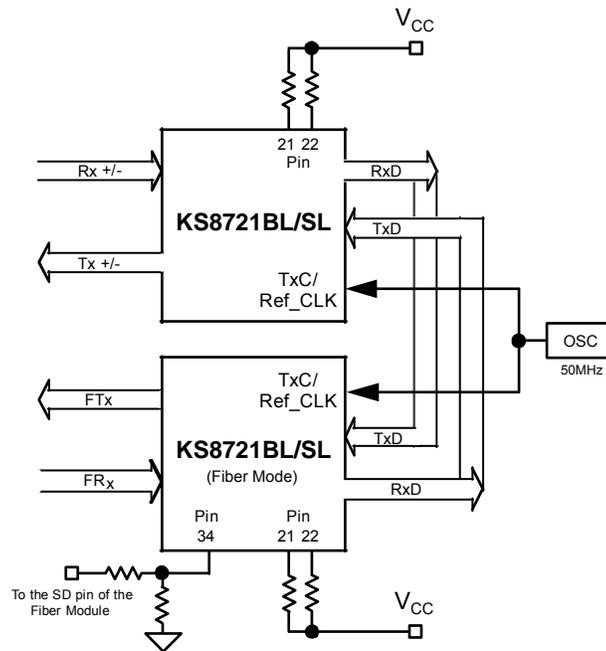 VCC
21 22
Pin
Rx +/-
RxD
KS8721BL/SL
TxD
Tx +/-
TxC/
Ref_CLK
OSC
50MHz
TxC/
Ref_CLK
FTx
TxD
KS8721BL/SL
(Fiber Mode)
FRx
RxD
Pin
34
Pin
21 22
To the SD pin of the
Fiber Module
VCC